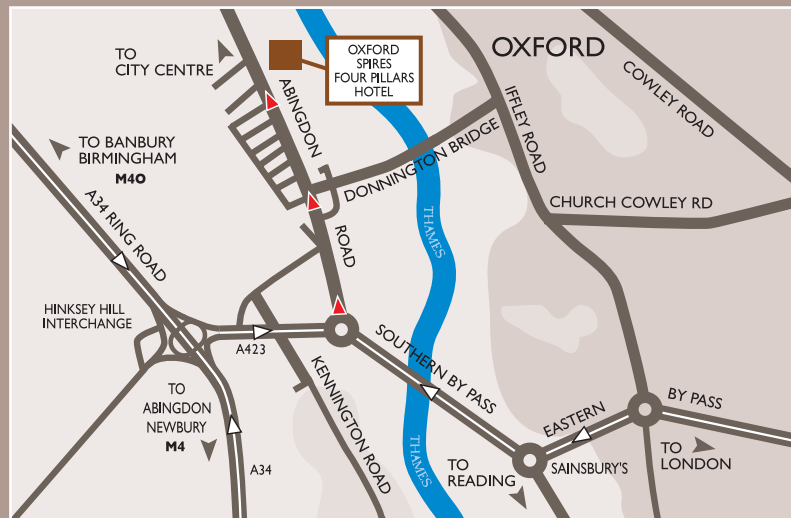 TO
CITY CENTRE
OXFORD
SPIRES
FOUR PILLARS
HOTEL
OXFORD
COWLEY ROAD
ABINGDON
IFFLEY ROAD
TO BANBURY
BIRMINGHAM
M40
DONNINGTON BRIDGE
A34 RING ROAD
THAMES
CHURCH COWLEY RD
ROAD
HINKSEY HILL
INTERCHANGE
A423
SOUTHERN BY PASS
KENNINGTON ROAD
TO
ABINGDON
NEWBURY
M4
A34
THAMES
EASTERN
BY PASS
TO
READING
SAINSBURY'S
TO
LONDON